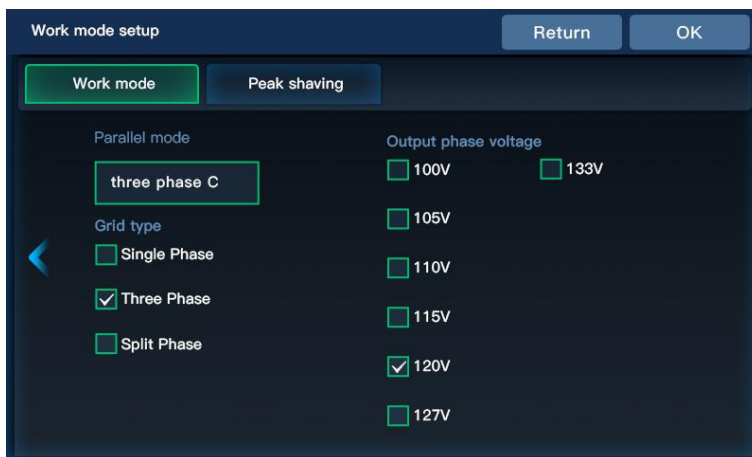 Work mode setup
Return
OK
Work mode
Peak shaving
Parallel mode
three phase C
Grid type
Single Phase
Three Phase
Split Phase
Output phase voltage
100V
133V
105V
110V
115V
120V
127V